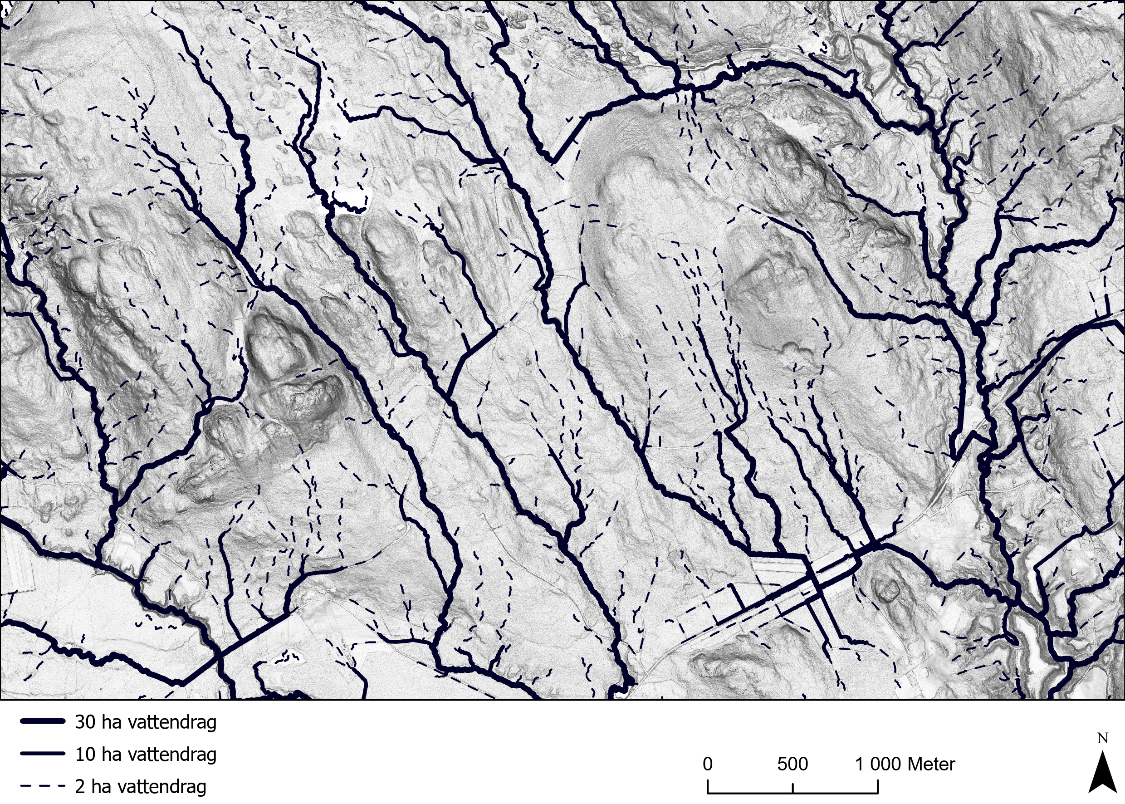 30 ha vattendrag
10 ha vattendrag
2 ha vattendrag
0 500 1 000 Meter
N